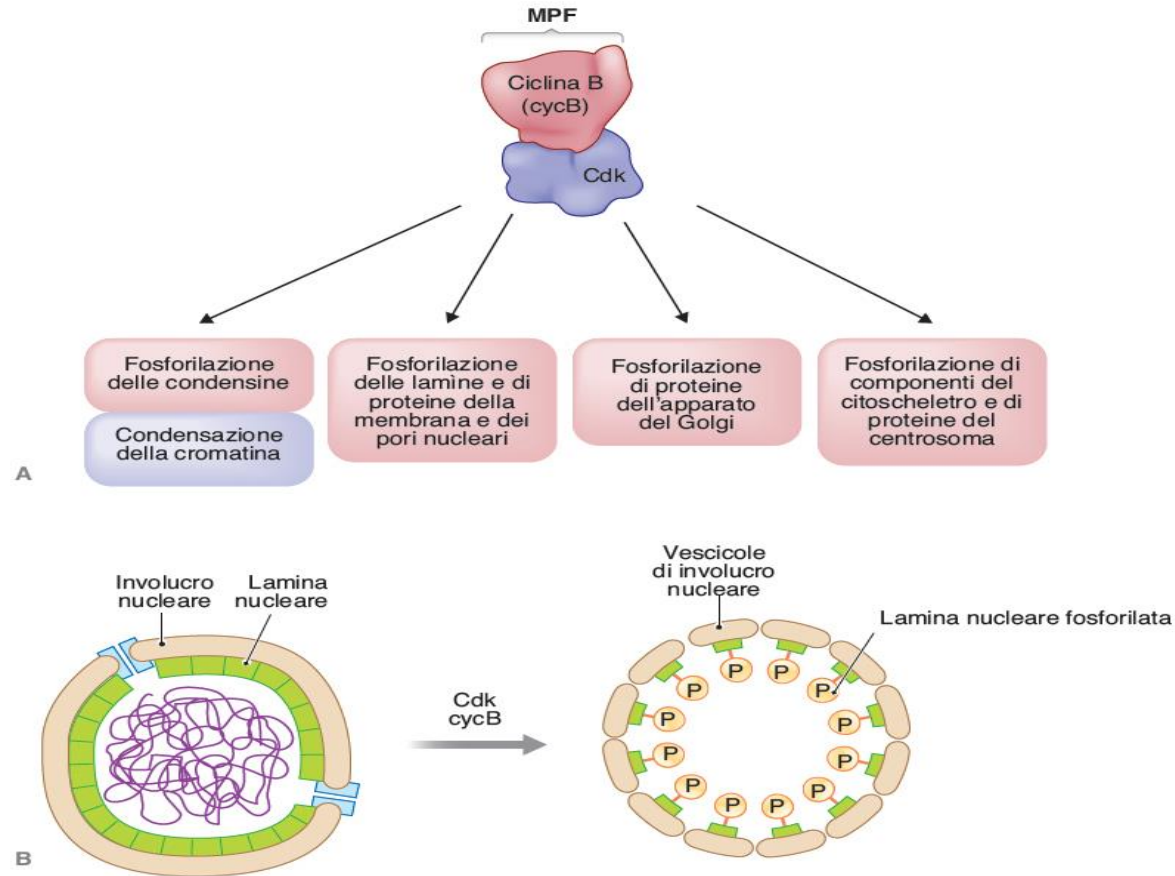 MPF
Ciclina B
(cycB)
Cdk
Fosforilazione
delle condensine
Condensazione
della cromatina
Fosforilazione
delle lamìne e di
proteine della
membrana e dei
pori nucleari
Fosforilazione
di proteine
dell'apparato
del Golgi
Fosforilazione di
componenti del
citoscheletro e di
proteine del
centrosoma
A
Involucro
nucleare
Lamina
nucleare
Cdk
cycB
Vescicole
di involucro
nucleare
Lamina nucleare fosforilata
P
P
P
P
P
P
P
P
P
P
P
P
B